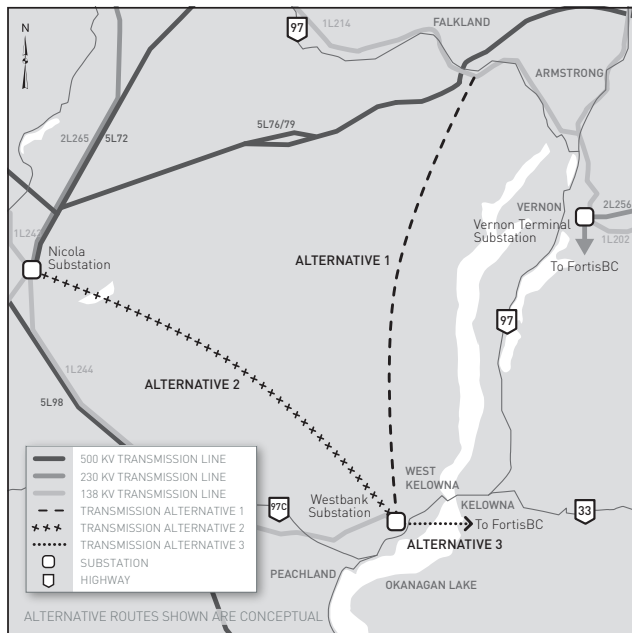 N
97
1L214
FALKLAND
ARMSTRONG
2L265
5L72
5L76/79
1L243
Nicola
Substation
VERNON
2L256
Vernon Terminal
Substation
1L202
To FortisBC
ALTERNATIVE 1
97
1L244
5L98
ALTERNATIVE 2
WEST
KELOWNA
KELOWNA
Westbank
Substation
97C
33
To FortisBC
ALTERNATIVE 3
PEACHLAND
OKANAGAN LAKE
500 KV TRANSMISSION LINE
230 KV TRANSMISSION LINE
138 KV TRANSMISSION LINE
TRANSMISSION ALTERNATIVE 1
TRANSMISSION ALTERNATIVE 2
TRANSMISSION ALTERNATIVE 3
SUBSTATION
HIGHWAY
ALTERNATIVE ROUTES SHOWN ARE CONCEPTUAL